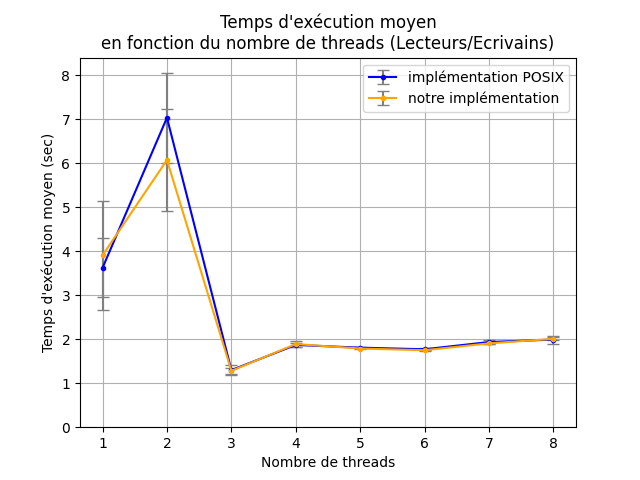 Temps d'exécution moyen
en fonction du nombre de threads (Lecteurs/Ecrivains)
implémentation POSIX
notre implémentation
Temps d'exécution moyen (sec)
8
7
6
5
4
3
2
1
0
1 2 3 4 5 6 7 8
Nombre de threads